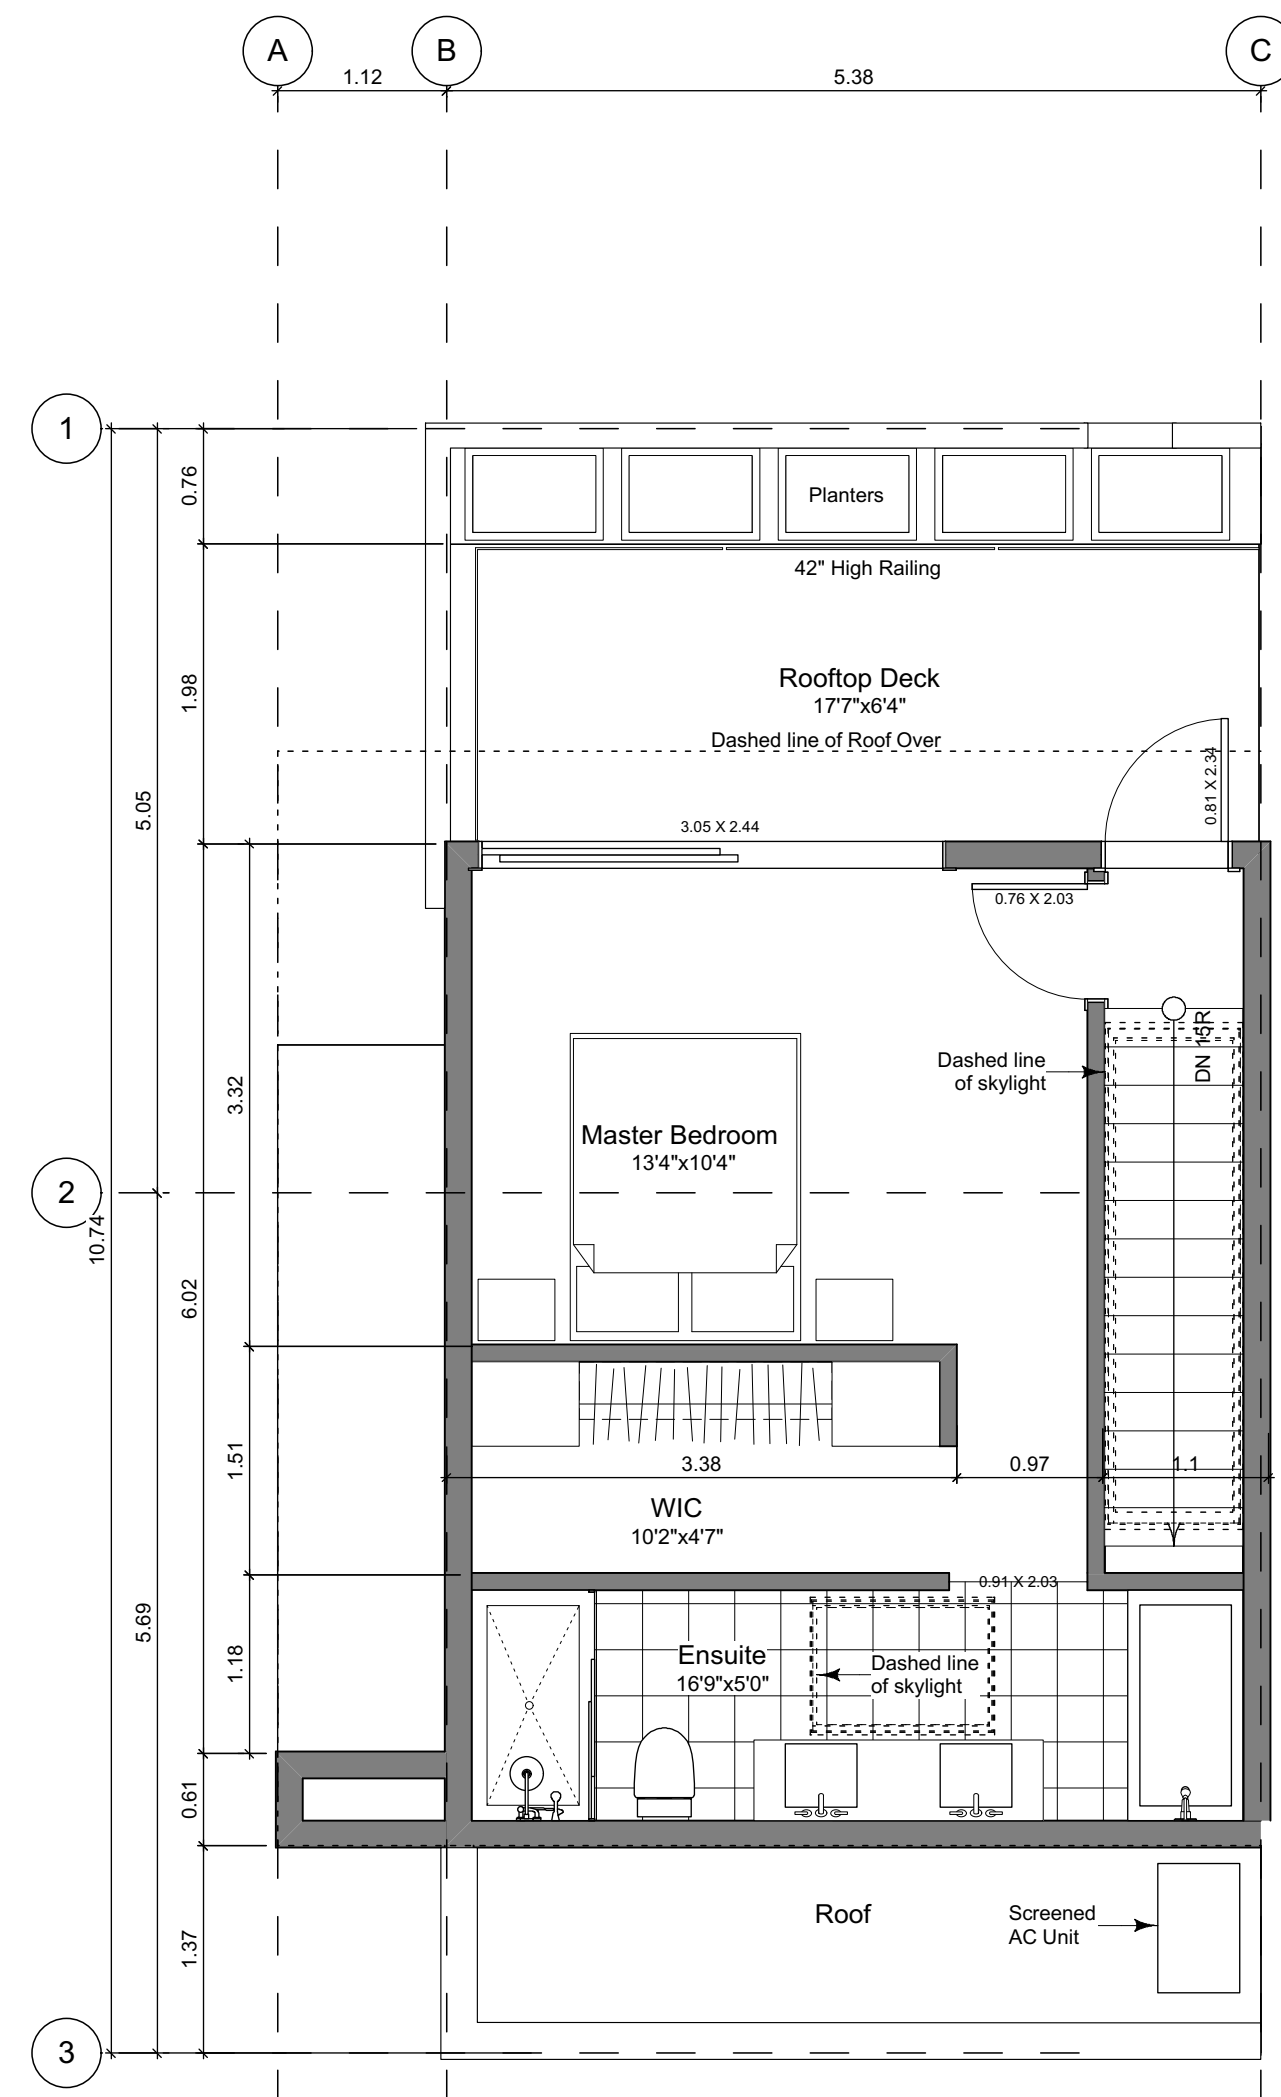 A
B
C
1.12
5.38
1
0.76
Planters
42" High Railing
1.98
Rooftop Deck
17'7"x6'4"
Dashed line of Roof Over
0.81 X 2.34
5.05
3.05 X 2.44
0.76 X 2.03
DN 15R
Dashed line
of skylight
3.32
Master Bedroom
13'4"x10'4"
2
10.74
6.02
1.51
3.38
0.97
1.1
WIC
10'2"x4'7"
0.91 X 2.03
5.69
1.18
Ensuite
16'9"x5'0"
Dashed line
of skylight
0.61
Roof
Screened
AC Unit
1.37
3